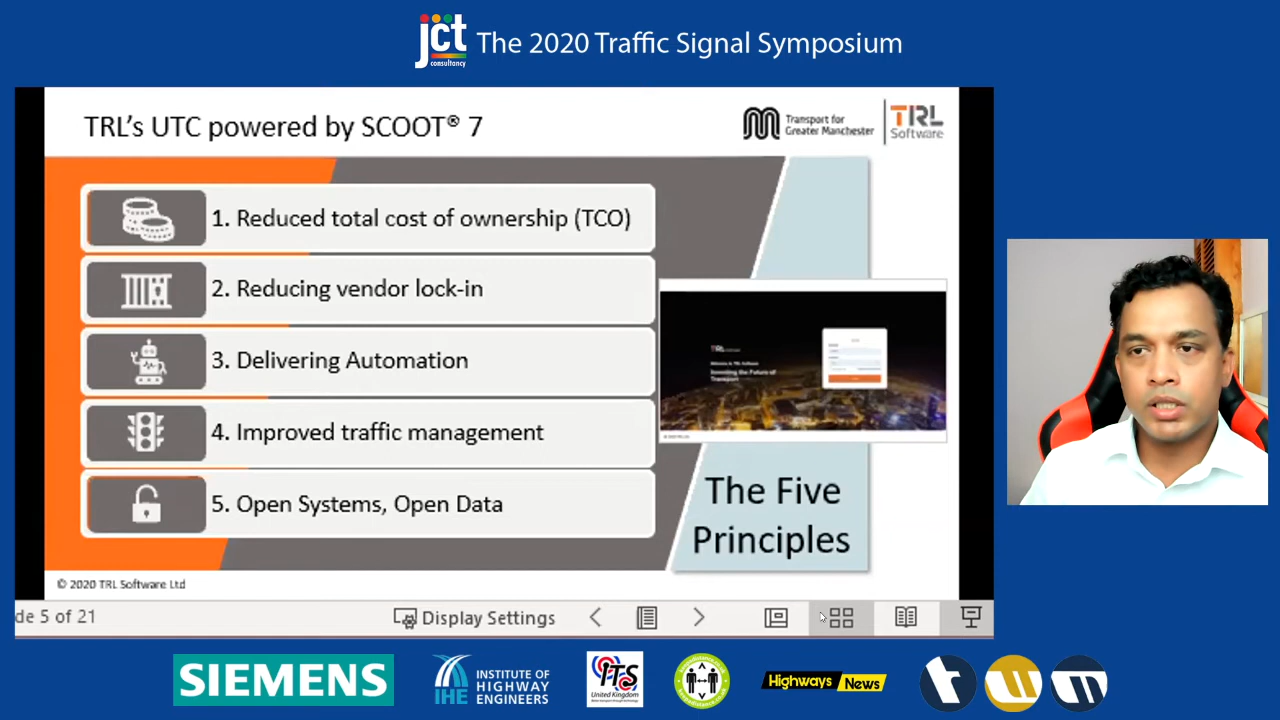 jct
consultancy
The 2020 Traffic Signal Symposium
TRL's UTC powered by SCOOT® 7
Transport for
Greater Manchester
TRL
Software
1. Reduced total cost of ownership (TCO)
2. Reducing vendor lock-in
3. Delivering Automation
4. Improved traffic management
5. Open Systems, Open Data
The Five
Principles
© 2020 TRL Software Ltd
de 5 of 21
Display Settings
SIEMENS
IHE
INSTITUTE OF
HIGHWAY
ENGINEERS
ITS
United Kingdom
Highways
News